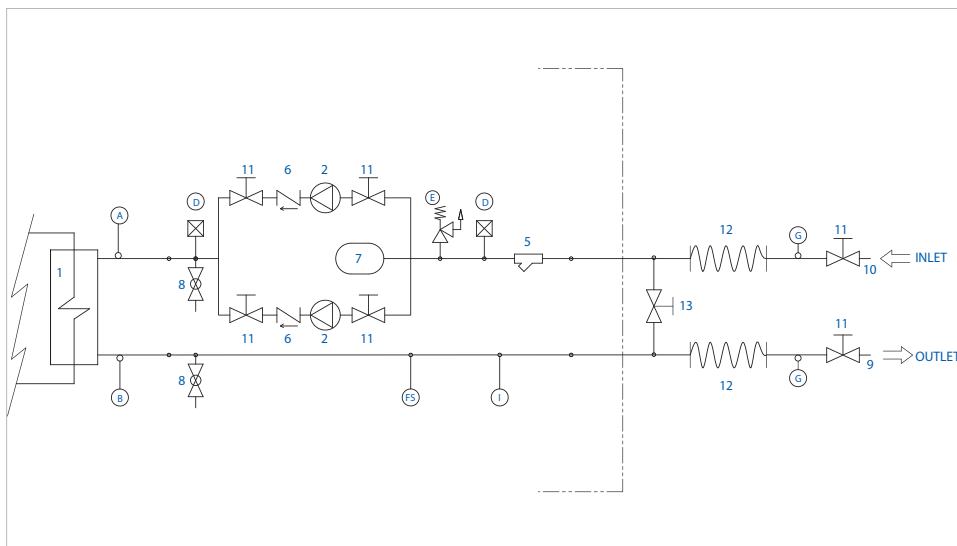 11 6 2 11
E
A D D
12 G 11
5
1 7 INLET
8 10
13
11 6 2 11
11
OUTLET
9
8 12 G
B FS I